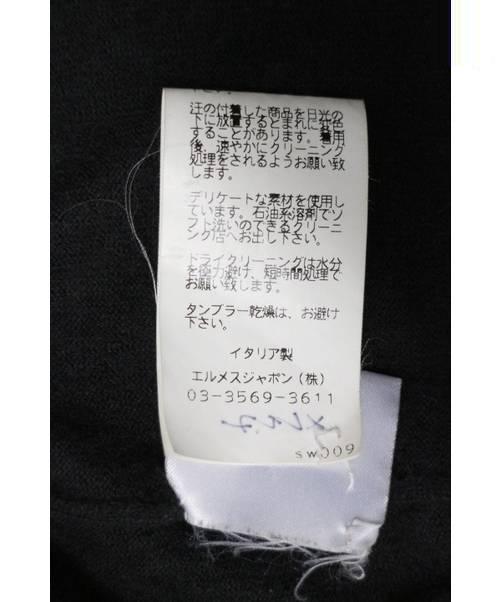 汗の付着した商品を日光の
下に放置するとまれに変色
することがあります。着用
後、速やかにクリーニング
処理をされるようお願い致
します。
デリケートな素材を使用し
ています。石油系溶剤でソ
フト洗いのできるクリーニ
ング店へお出し下さい。
ドライクリーニングは水分
を極力避け、短時間処理で
お願い致します。
タンブラー乾燥は、お避け
下さい。
イタリア製
エルメスジャポン(株)
03-3569-3611
SW009